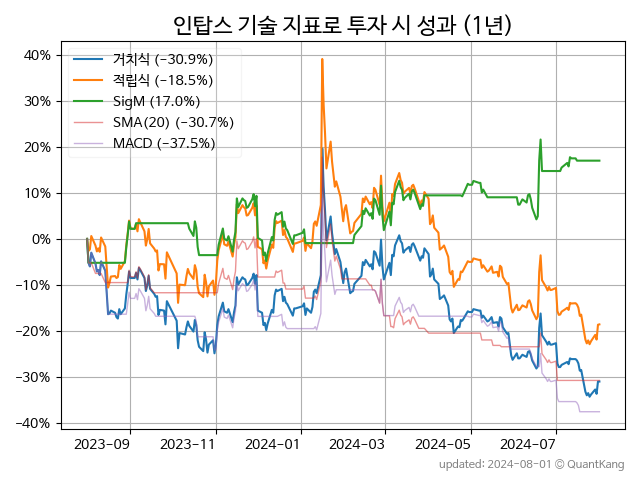 인탑스 기술 지표로 투자 시 성과 (1년)
거치식 (-30.9%)
적립식 (-18.5%)
SigM (17.0%)
SMA(20) (-30.7%)
MACD (-37.5%)
40%
30%
20%
10%
0%
-10%
-20%
-30%
-40%
2023-09
2023-11
2024-01
2024-03
2024-05
2024-07
updated: 2024-08-01 © QuantKang